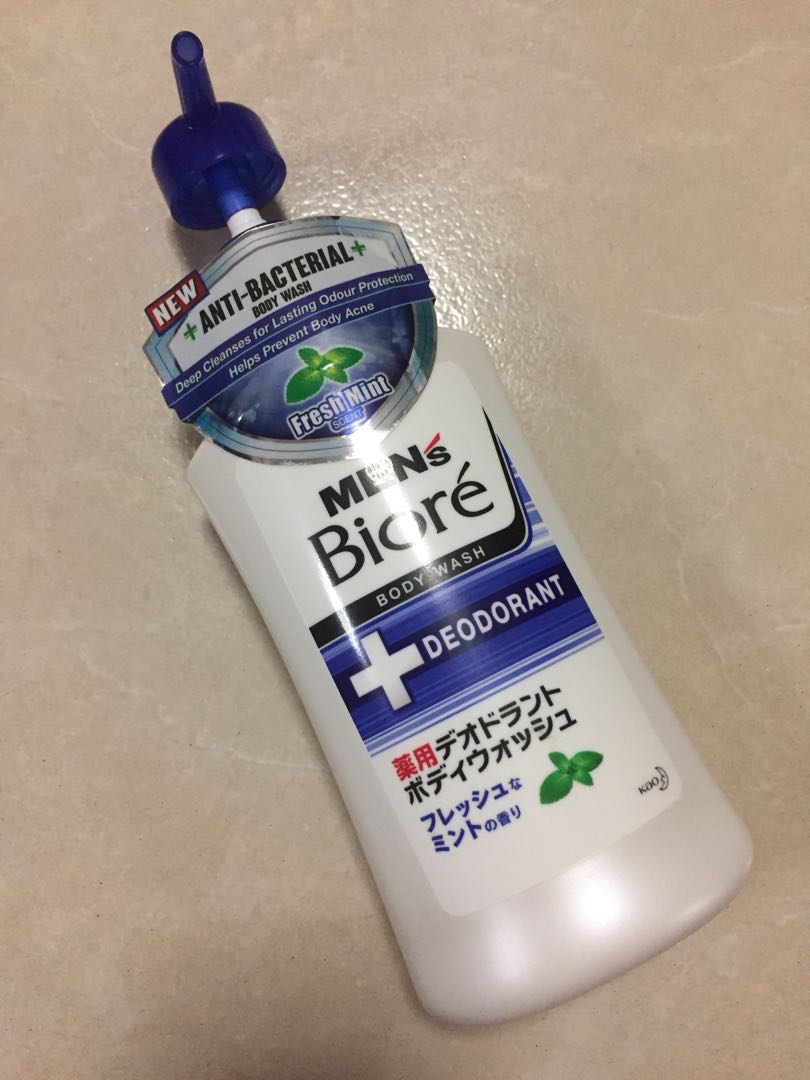 NEW
+ANTI-BACTERIAL+
BODY WASH
Deep Cleanses for Lasting Odour Protection
Helps Prevent Body Acne
Fresh Mint
SCENT
MEN's
Bioré
BODY WASH
+DEODORANT
薬用デオドラント
ボディウォッシュ
フレッシュな
ミントの香り
Kao